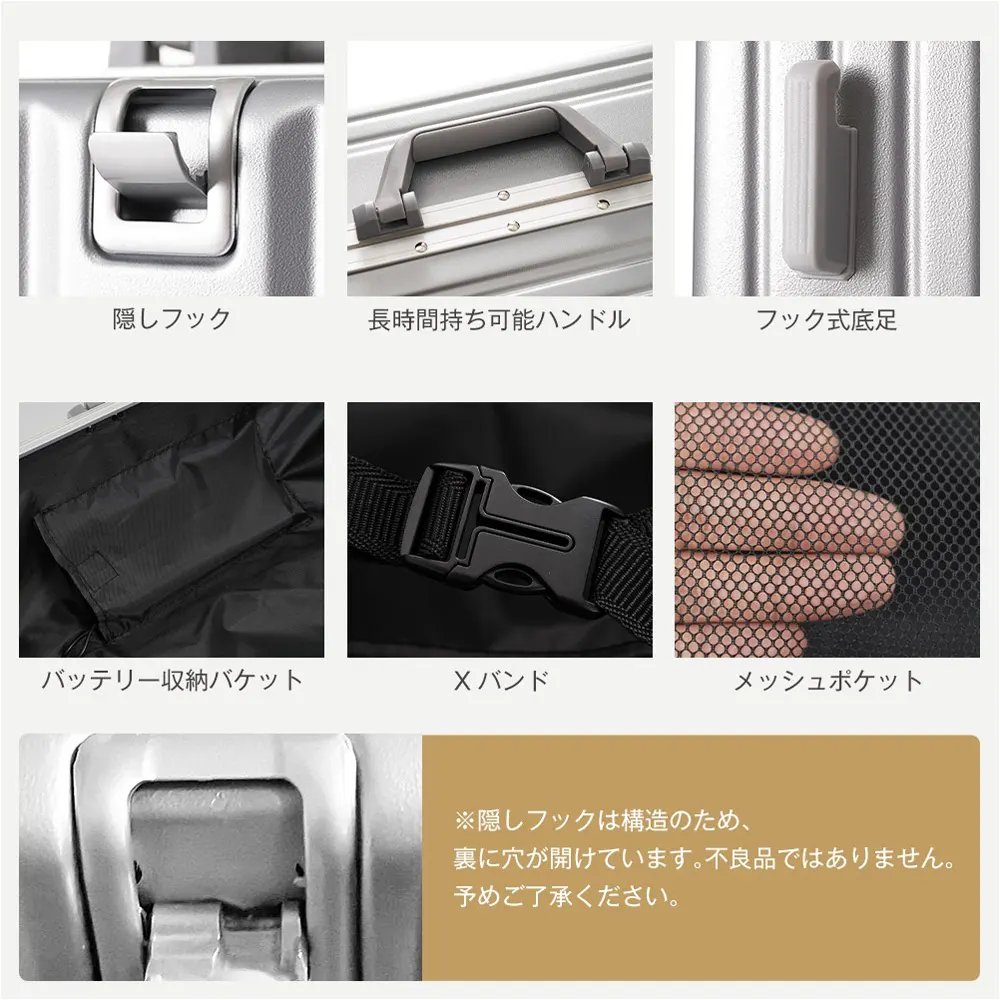 隠しフック
長時間持ち可能ハンドル
フック式底足
バッテリー収納バケット
X バンド
メッシュポケット
※隠しフックは構造のため、
裏に穴が開けています。不良品ではありません。
予めご了承ください。